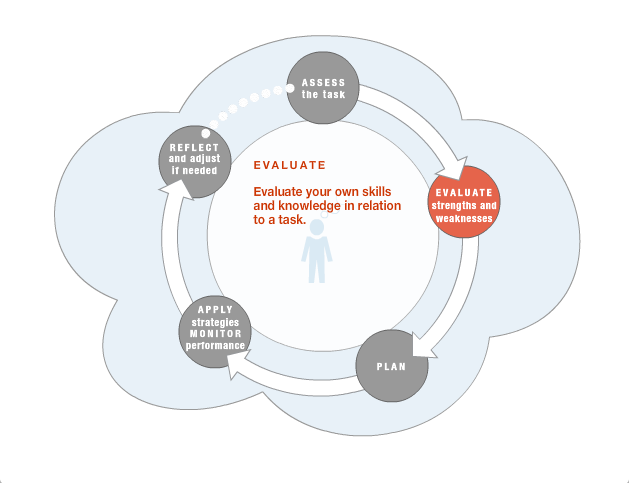 ASSESS
the task
EVALUATE
strengths and
weaknesses
PLAN
APPLY
strategies
MONITOR
performance
REFLECT
and adjust
if needed
EVALUATE
Evaluate your own skills
and knowledge in relation
to a task.